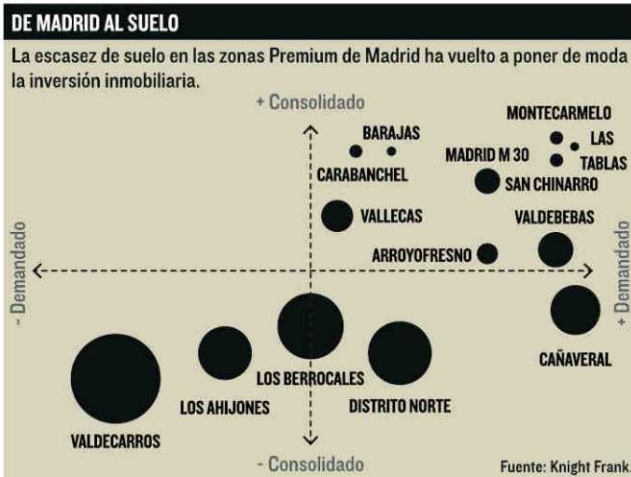 DE MADRID AL SUELO
La escasez de suelo en las zonas Premium de Madrid ha vuelto a poner de moda
la inversión inmobiliaria.
+ Consolidado
MONTECARMELO
BARAJAS
LAS
TABLAS
MADRID M 30
CARABANCHEL
SAN CHINARRO
VALLECAS
VALDEBEBAS
ARROYOFRESNO
- Demandado
+ Demandado
CAÑAVERAL
LOS BERROCALES
LOS AHIJONES
DISTRITO NORTE
VALDECARROS
- Consolidado
Fuente: Knight Frank.